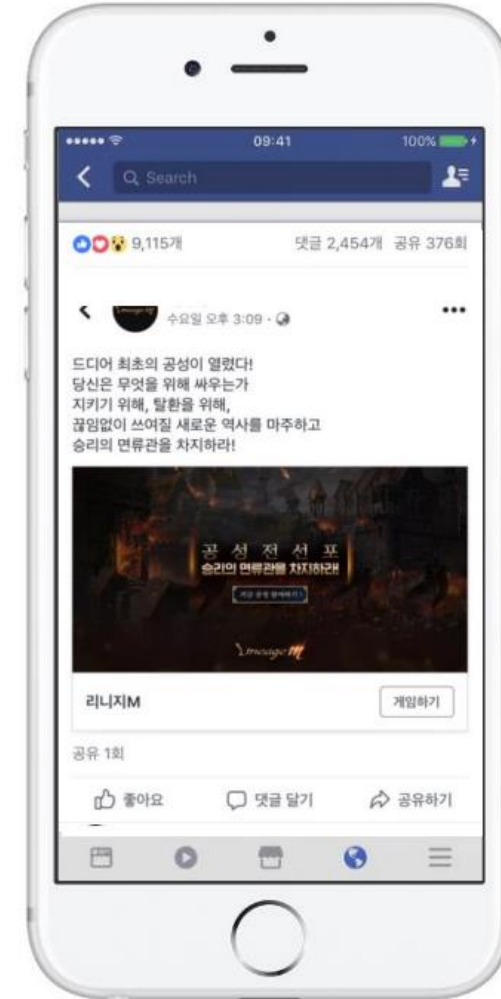 09:41
100%
Search
9,115개
댓글 2,454개 공유 376회
수요일 오후 3:09
드디어 최초의 공성이 열렸다!
당신은 무엇을 위해 싸우는가
지키기 위해, 탈환을 위해,
끊임없이 쓰여질 새로운 역사를 마주하고
승리의 면류관을 차지하라!
공성전선포
승리의 면류관을 차지하라!
Lineage M
리니지M
게임하기
공유 1회
좋아요
댓글 달기
공유하기